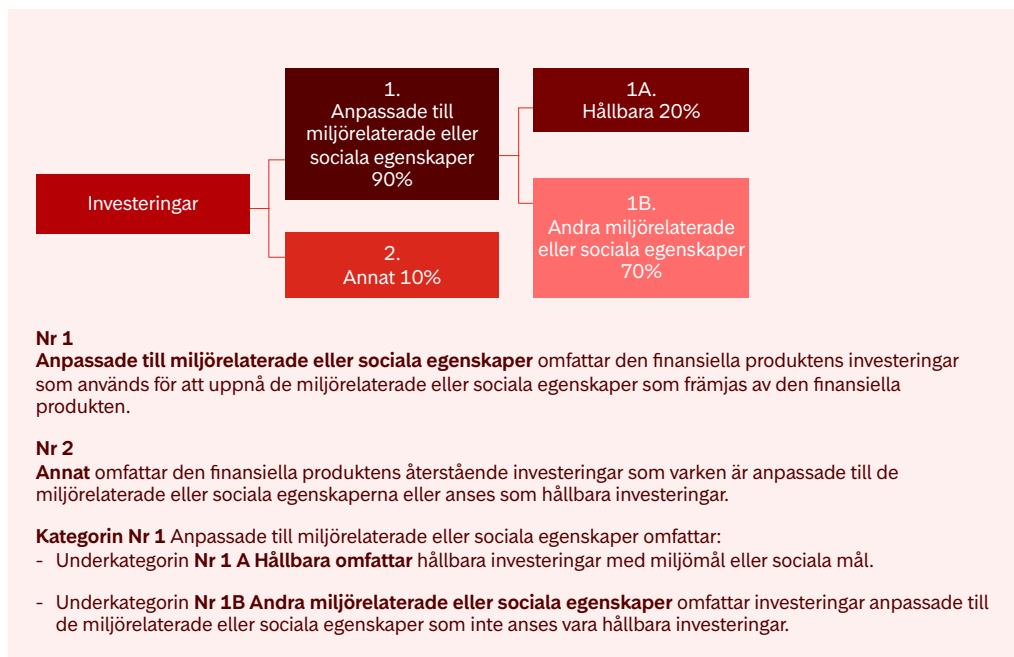 1.
Anpassade till
miljörelaterade eller
sociala egenskaper
90%
1A.
Hållbara 20%
Investeringar
1B.
Andra miljörelaterade
eller sociala egenskaper
70%
2.
Annat 10%
Nr 1
Anpassade till miljörelaterade eller sociala egenskaper omfattar den finansiella produktens investeringar
som används för att uppnå de miljörelaterade eller sociala egenskaper som främjas av den finansiella
produkten.
Nr 2
Annat omfattar den finansiella produktens återstående investeringar som varken är anpassade till de
miljörelaterade eller sociala egenskaperna eller anses som hållbara investeringar.
Kategorin Nr 1 Anpassade till miljörelaterade eller sociala egenskaper omfattar:
- Underkategorin Nr 1 A Hållbara omfattar hållbara investeringar med miljömål eller sociala mål.
- Underkategorin Nr 1B Andra miljörelaterade eller sociala egenskaper omfattar investeringar anpassade till
de miljörelaterade eller sociala egenskaper som inte anses vara hållbara investeringar.